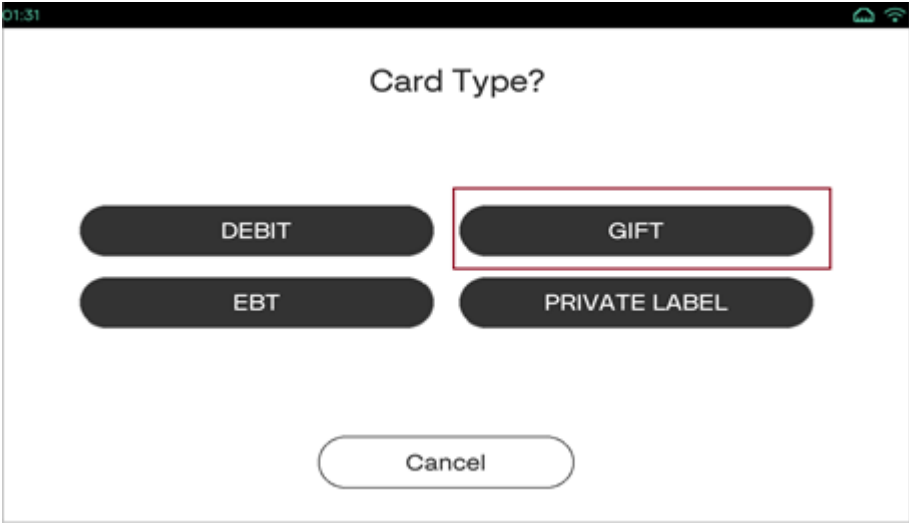 01:31
Card Type?
DEBIT
GIFT
EBT
PRIVATE LABEL
Cancel